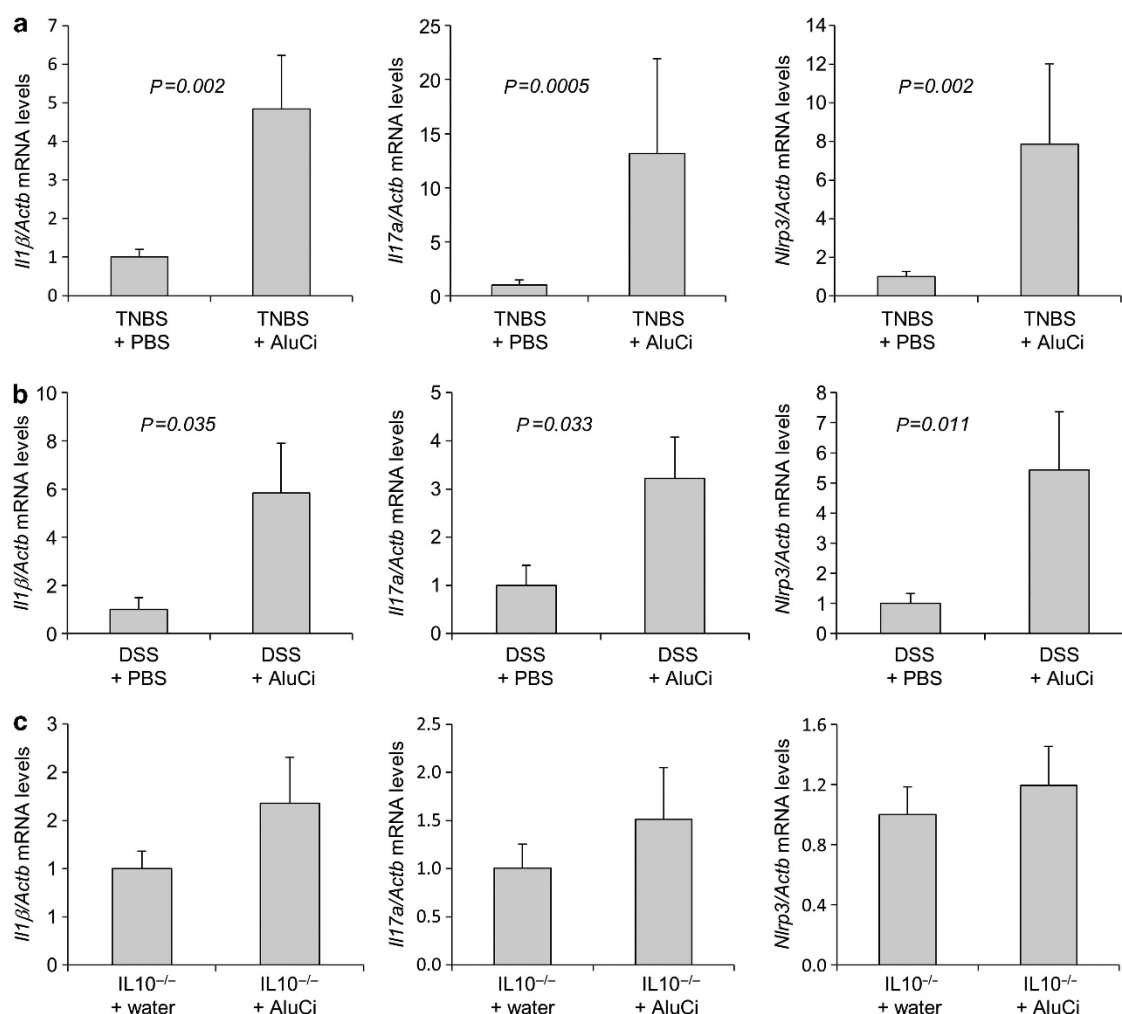 a
Il1β/Actb mRNA levels
7
6
5
4
3
2
1
0
P=0.002
TNBS
+ PBS
TNBS
+ AluCi
Il17a/Actb mRNA levels
25
20
15
10
5
0
P=0.0005
TNBS
+ PBS
TNBS
+ AluCi
Nlrp3/Actb mRNA levels
14
12
10
8
6
4
2
0
P=0.002
TNBS
+ PBS
TNBS
+ AluCi
b
Il1β/Actb mRNA levels
10
8
6
4
2
0
P=0.035
DSS
+ PBS
DSS
+ AluCi
Il17a/Actb mRNA levels
5
4
3
2
1
0
P=0.033
DSS
+ PBS
DSS
+ AluCi
Nlrp3/Actb mRNA levels
8
7
6
5
4
3
2
1
0
P=0.011
DSS
+ PBS
DSS
+ AluCi
c
Il1β/Actb mRNA levels
3
2
2
1
1
0
IL10⁻/⁻
+ water
IL10⁻/⁻
+ AluCi
Il17a/Actb mRNA levels
2.5
2.0
1.5
1.0
0.5
0.0
IL10⁻/⁻
+ water
IL10⁻/⁻
+ AluCi
Nlrp3/Actb mRNA levels
1.6
1.2
0.8
0.4
0.0
IL10⁻/⁻
+ water
IL10⁻/⁻
+ AluCi